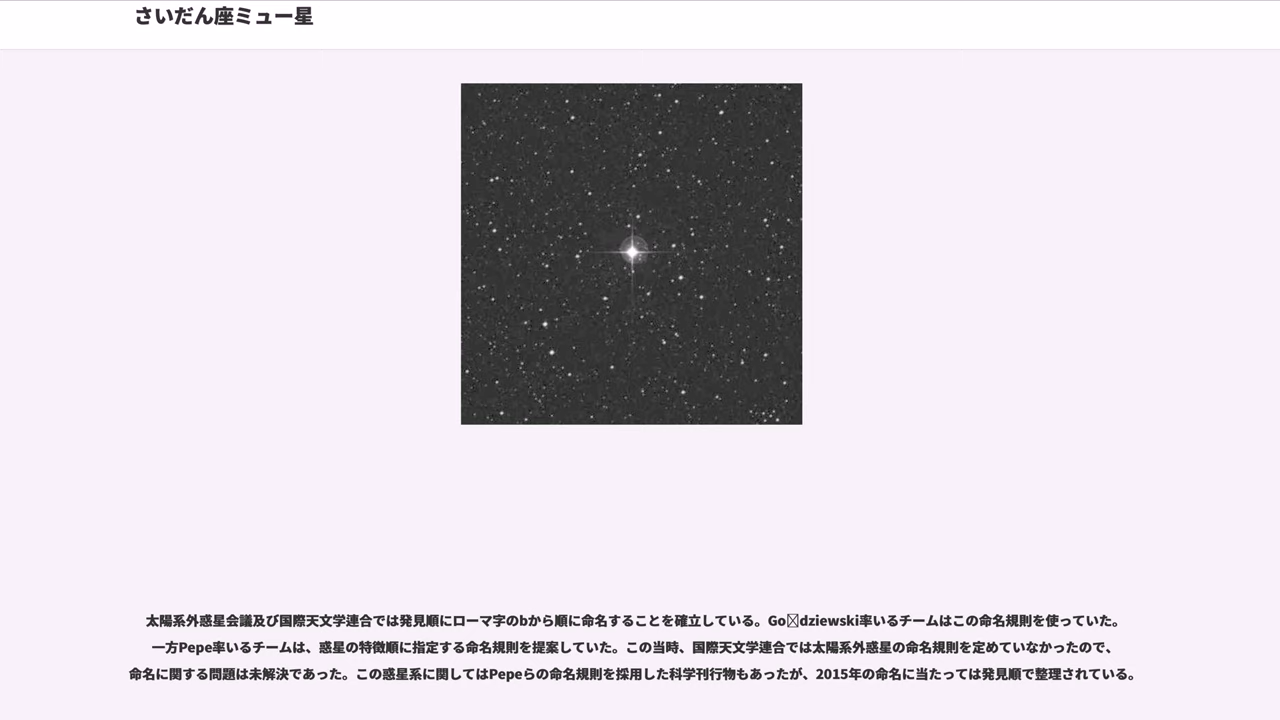 さいだん座ミュー星
太陽系外惑星会議及び国際天文学連合では発見順にローマ字のbから順に命名することを確立している。Go☒dziewski率いるチームはこの命名規則を使っていた。
一方Pepe率いるチームは、惑星の特徴順に指定する命名規則を提案していた。この当時、国際天文学連合では太陽系外惑星の命名規則を定めていなかったので、
命名に関する問題は未解決であった。この惑星系に関してはPepeらの命名規則を採用した科学刊行物もあったが、2015年の命名に当たっては発見順で整理されている。